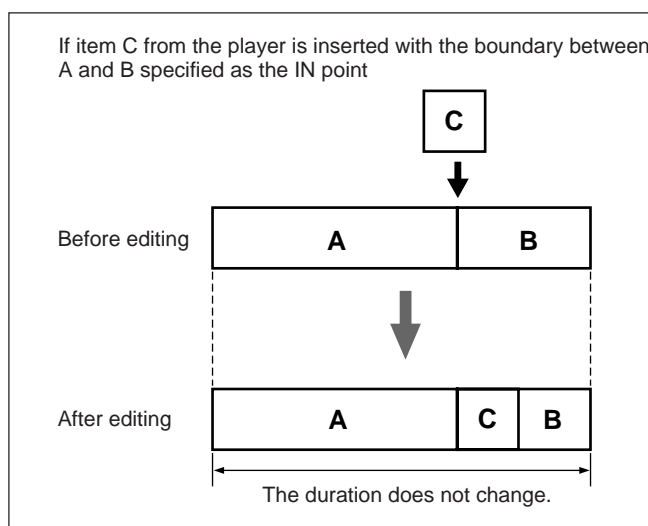 If item C from the player is inserted with the boundary between
A and B specified as the IN point
C
Before editing
A
B
After editing
A
C
B
The duration does not change.